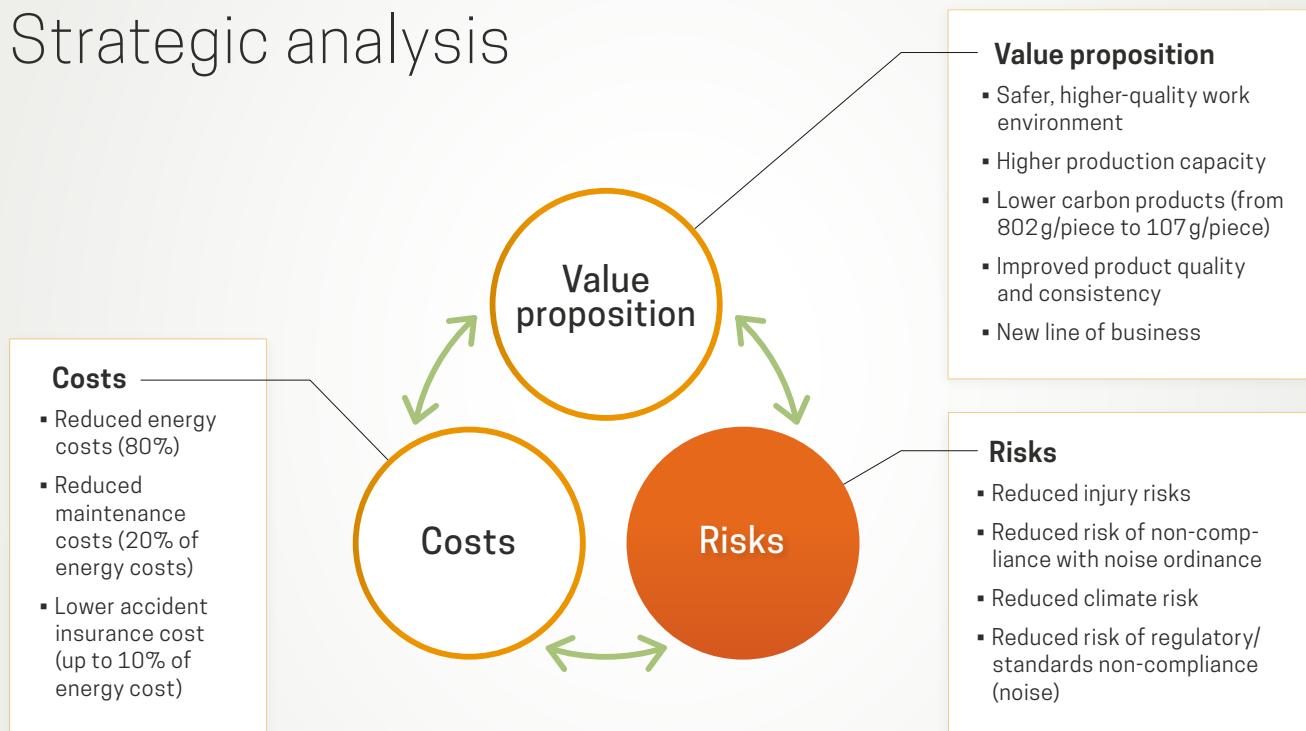 Strategic analysis
Value proposition
▪ Safer, higher-quality work
environment
▪ Higher production capacity
▪ Lower carbon products (from
802 g/piece to 107 g/piece)
▪ Improved product quality
and consistency
▪ New line of business
Value
proposition
Costs
▪ Reduced energy
costs (80%)
▪ Reduced
maintenance
costs (20% of
energy costs)
▪ Lower accident
insurance cost
(up to 10% of
energy cost)
Costs
Risks
Risks
▪ Reduced injury risks
▪ Reduced risk of non-comp-
liance with noise ordinance
▪ Reduced climate risk
▪ Reduced risk of regulatory/
standards non-compliance
(noise)